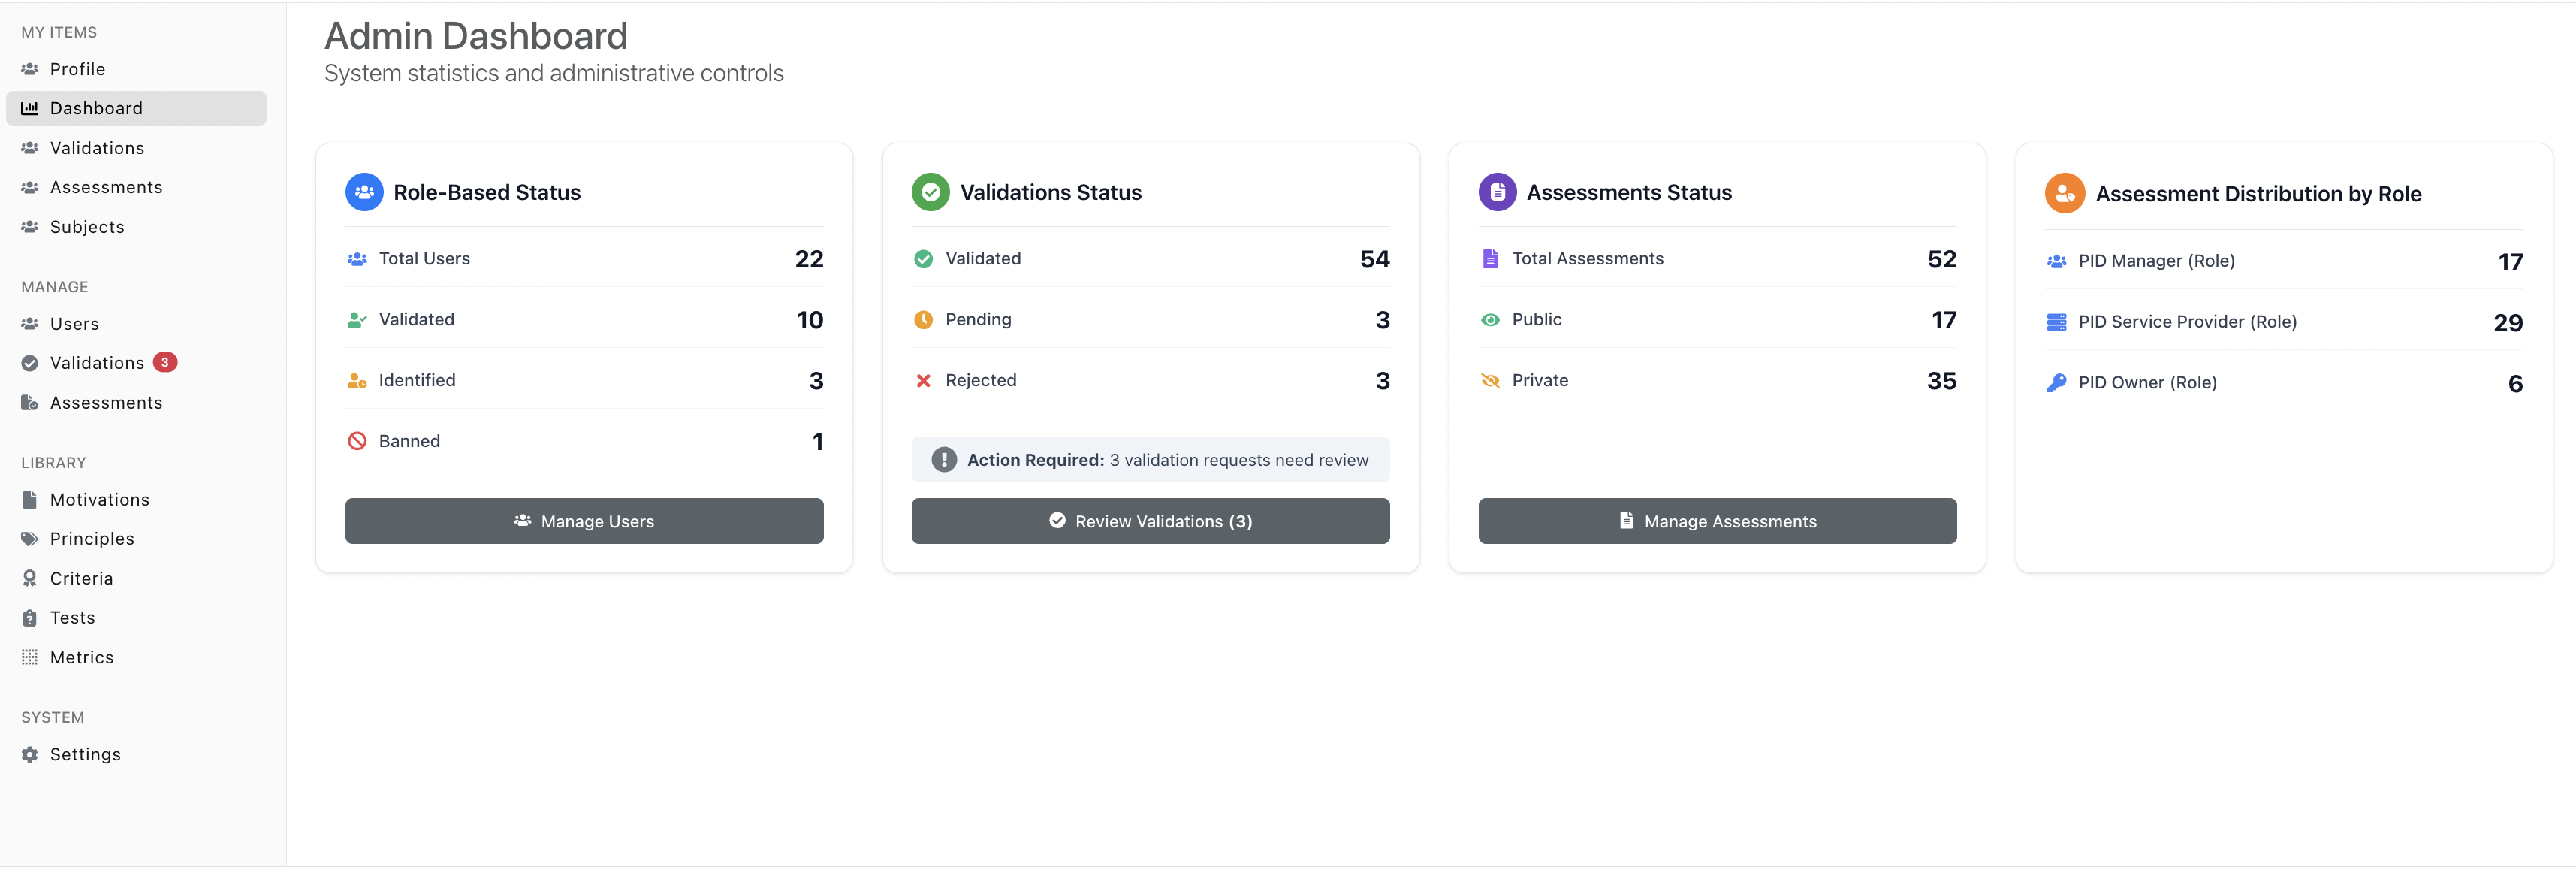 MY ITEMS
Profile
Dashboard
Validations
Assessments
Subjects
MANAGE
Users
Validations 3
Assessments
LIBRARY
Motivations
Principles
Criteria
Tests
Metrics
SYSTEM
Settings
Admin Dashboard
System statistics and administrative controls
Role-Based Status
Total Users 22
Validated 10
Identified 3
Banned 1
Manage Users
Validations Status
Validated 54
Pending 3
Rejected 3
Action Required: 3 validation requests need review
Review Validations (3)
Assessments Status
Total Assessments 52
Public 17
Private 35
Manage Assessments
Assessment Distribution by Role
PID Manager (Role) 17
PID Service Provider (Role) 29
PID Owner (Role) 6